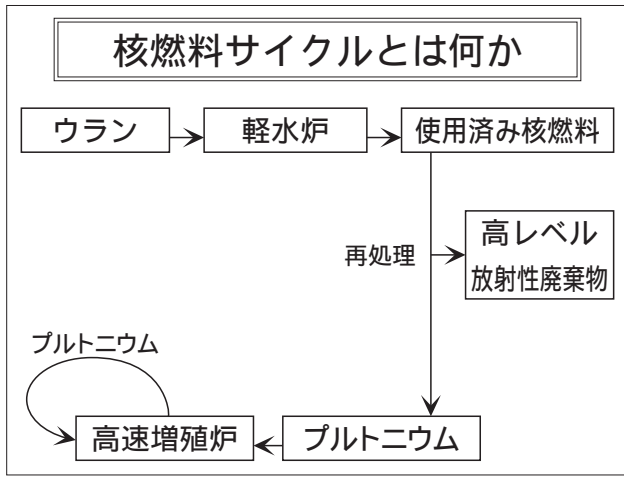 核燃料サイクルとは何か
ウラン
軽水炉
使用済み核燃料
再処理
高レベル
放射性廃棄物
プルトニウム
高速増殖炉
プルトニウム